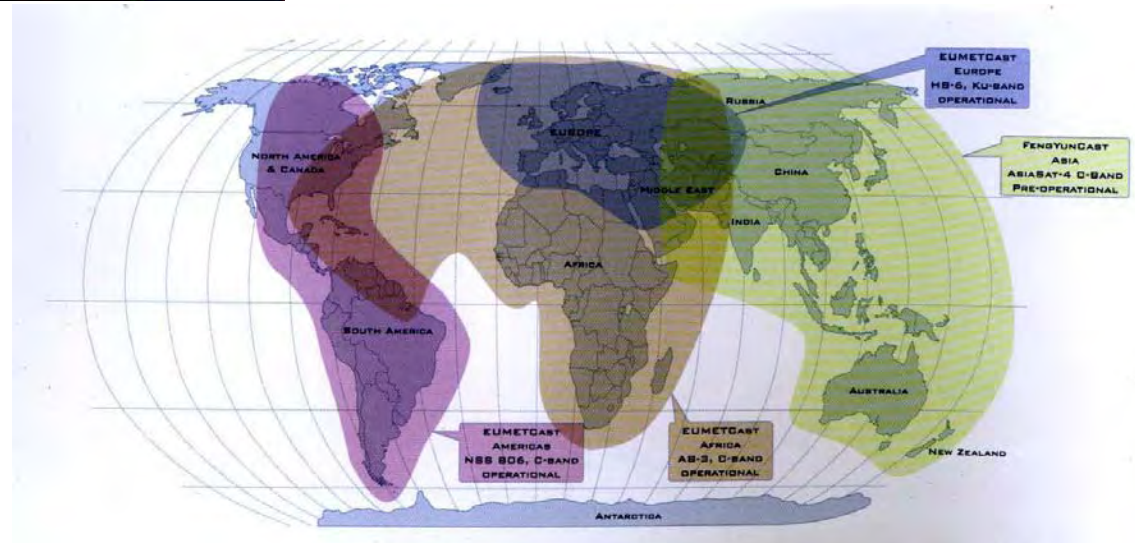 EUMETCAST
EUROPE
HB-6, KU-BAND
OPERATIONAL
RUSSIA
EUROPE
FENGYUNCAST
ASIA
ASIASAT-4 C-BAND
PRE-OPERATIONAL
NORTH AMERICA
& CANADA
CHINA
MIDDLE EAST
INDIA
AFRICA
SOUTH AMERICA
AUSTRALIA
EUMETCAST
AMERICAS
NSS 806, C-BAND
OPERATIONAL
EUMETCAST
AFRICA
AB-3, C-BAND
OPERATIONAL
NEW ZEALAND
ANTARCTICA